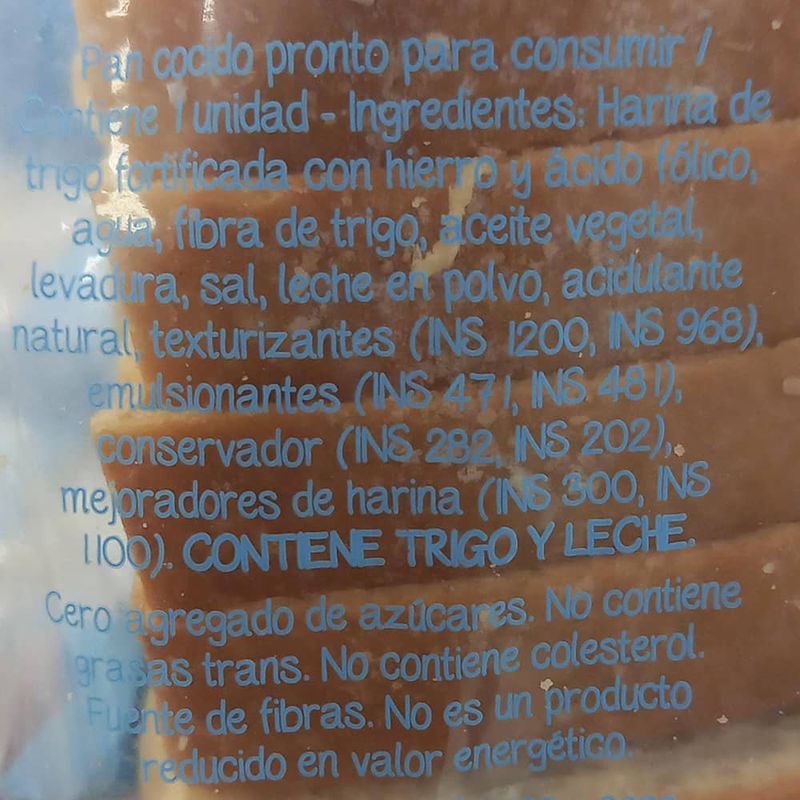 Pan cocido pronto para consumir /
Contiene 1 unidad - Ingredientes: Harina de
trigo fortificada con hierro y ácido fólico,
agua, fibra de trigo, aceite vegetal,
levadura, sal, leche en polvo, acidulante
natural, texturizantes (INS 1200, INS 968),
emulsionantes (INS 471, INS 481),
conservador (INS 282, INS 202),
mejoradores de harina (INS 300, INS
1100). CONTIENE TRIGO Y LECHE.
Cero agregado de azúcares. No contiene
grasas trans. No contiene colesterol.
Fuente de fibras. No es un producto
reducido en valor energético.